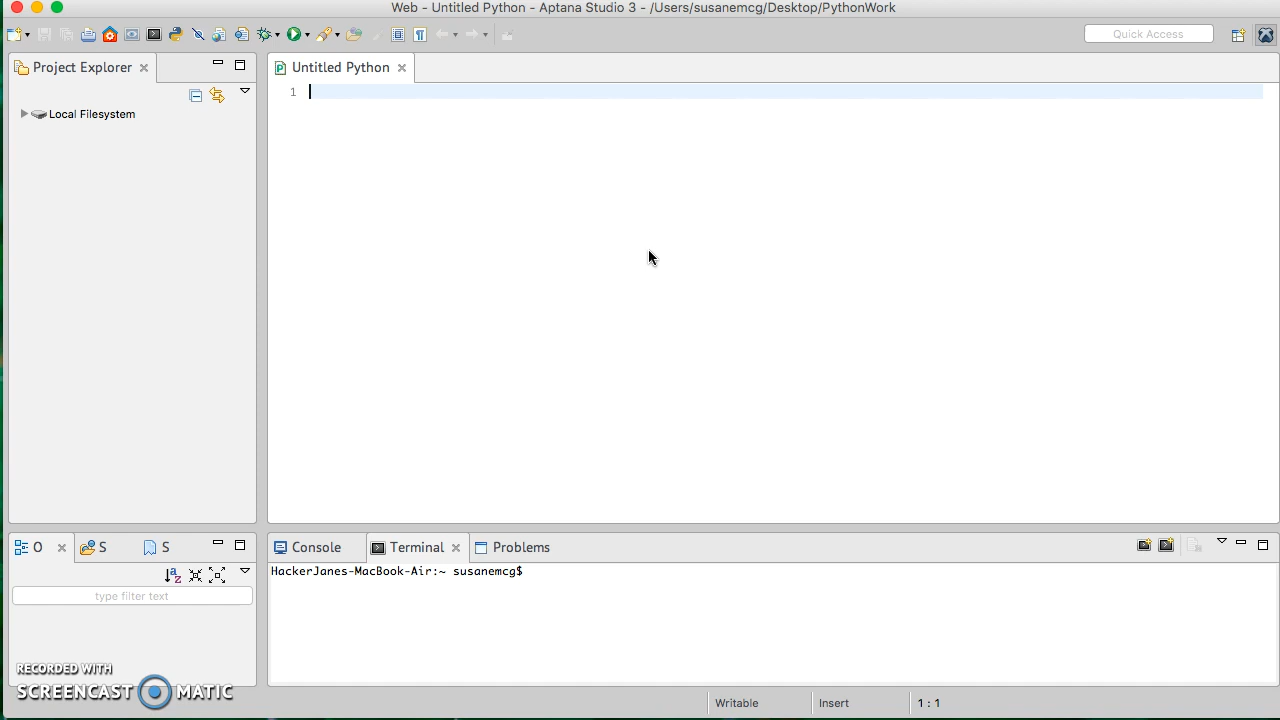 Web - Untitled Python - Aptana Studio 3 - /Users/susanemcg/Desktop/PythonWork
Quick Access
Project Explorer
Untitled Python
1
Local Filesystem
O
S
S
Console
Terminal
Problems
type filter text
HackerJanes-MacBook-Air:~ susanemcg$
RECORDED WITH
SCREENCAST MATIC
Writable
Insert
1 : 1